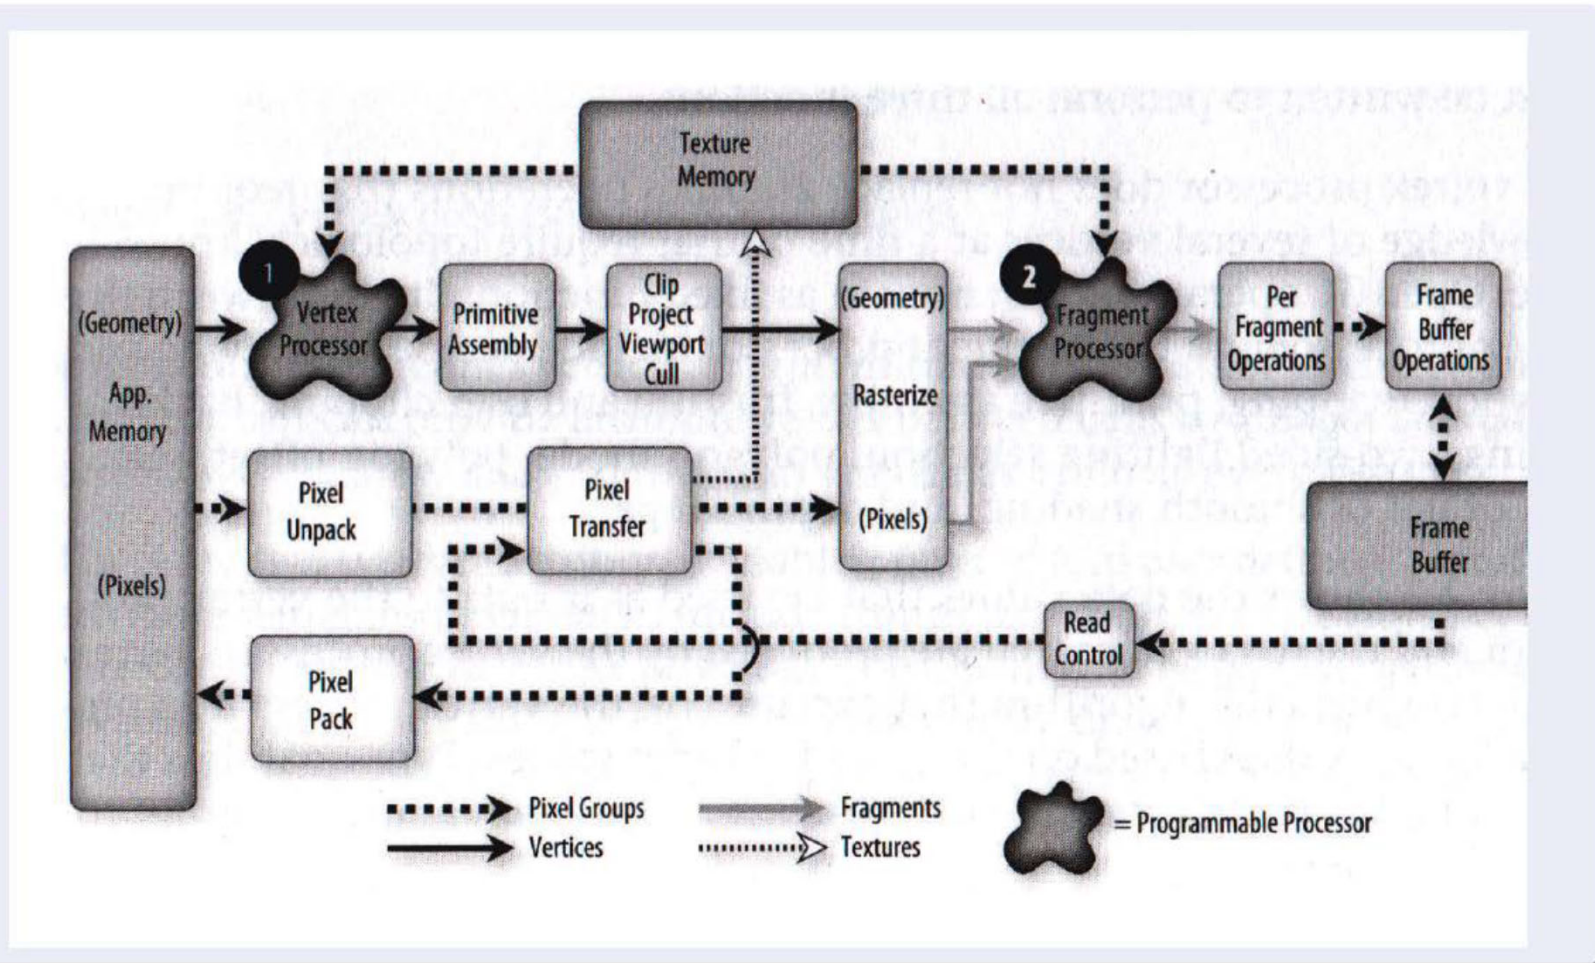 Texture
Memory
1
2
(Geometry)
App.
Memory
(Pixels)
Vertex
Processor
Primitive
Assembly
Clip
Project
Viewport
Cull
(Geometry)
Rasterize
(Pixels)
Fragment
Processor
Per
Fragment
Operations
Frame
Buffer
Operations
Pixel
Unpack
Pixel
Transfer
Frame
Buffer
Read
Control
Pixel
Pack
Pixel Groups
Vertices
Fragments
Textures
= Programmable Processor